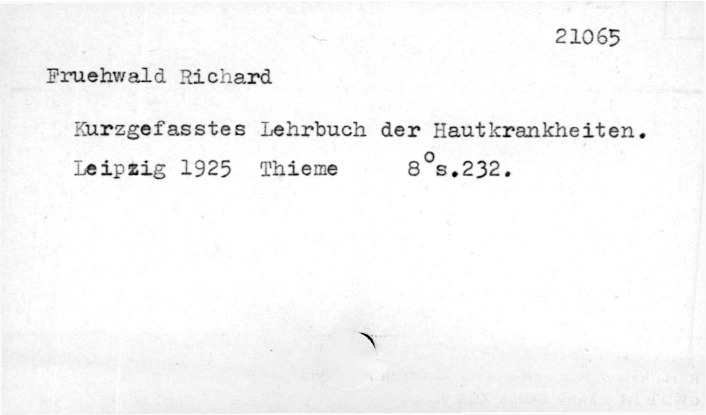 21065
Fruehwald Richard
Kurzgefasstes Lehrbuch der Hautkrankheiten.
Leipzig 1925 Thieme 8°s.232.